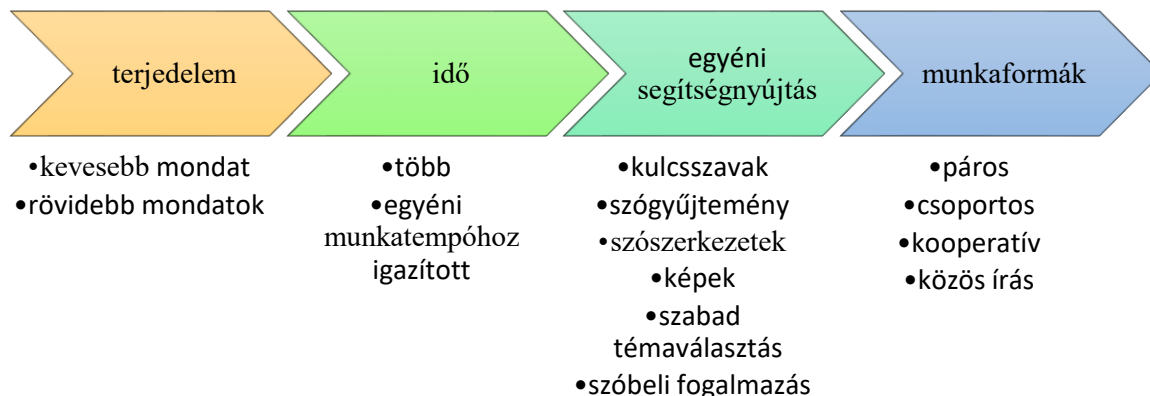 terjedelem
•kevesebb mondat
•rövidebb mondatok
idő
•több
•egyéni
munkatempóhoz
igazított
egyéni
segítségnyújtás
•kulcsszavak
•szógyűjtemény
•szószerkezetek
•képek
•szabad
témaválasztás
•szóbeli fogalmazás
munkaformák
•páros
•csoportos
•kooperatív
•közös írás